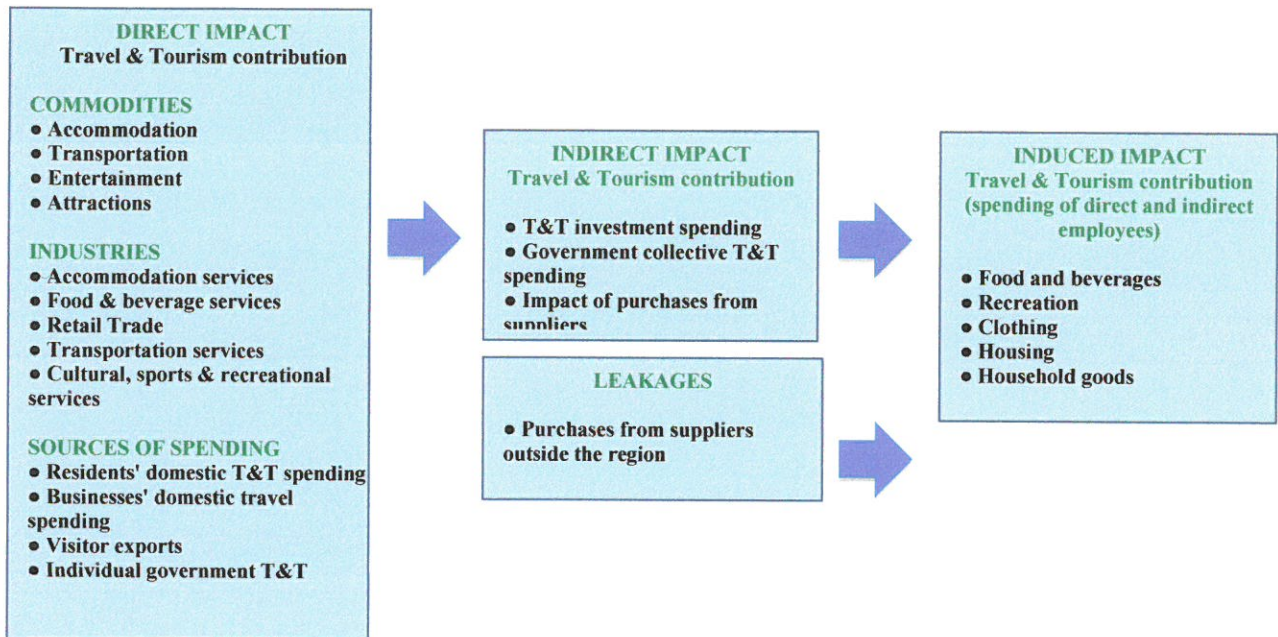 DIRECT IMPACT
Travel & Tourism contribution
COMMODITIES
● Accommodation
● Transportation
● Entertainment
● Attractions
INDUSTRIES
● Accommodation services
● Food & beverage services
● Retail Trade
● Transportation services
● Cultural, sports & recreational
services
SOURCES OF SPENDING
● Residents' domestic T&T spending
● Businesses' domestic travel
spending
● Visitor exports
● Individual government T&T
INDIRECT IMPACT
Travel & Tourism contribution
● T&T investment spending
● Government collective T&T
spending
● Impact of purchases from
suppliers
LEAKAGES
● Purchases from suppliers
outside the region
INDUCED IMPACT
Travel & Tourism contribution
(spending of direct and indirect
employees)
● Food and beverages
● Recreation
● Clothing
● Housing
● Household goods